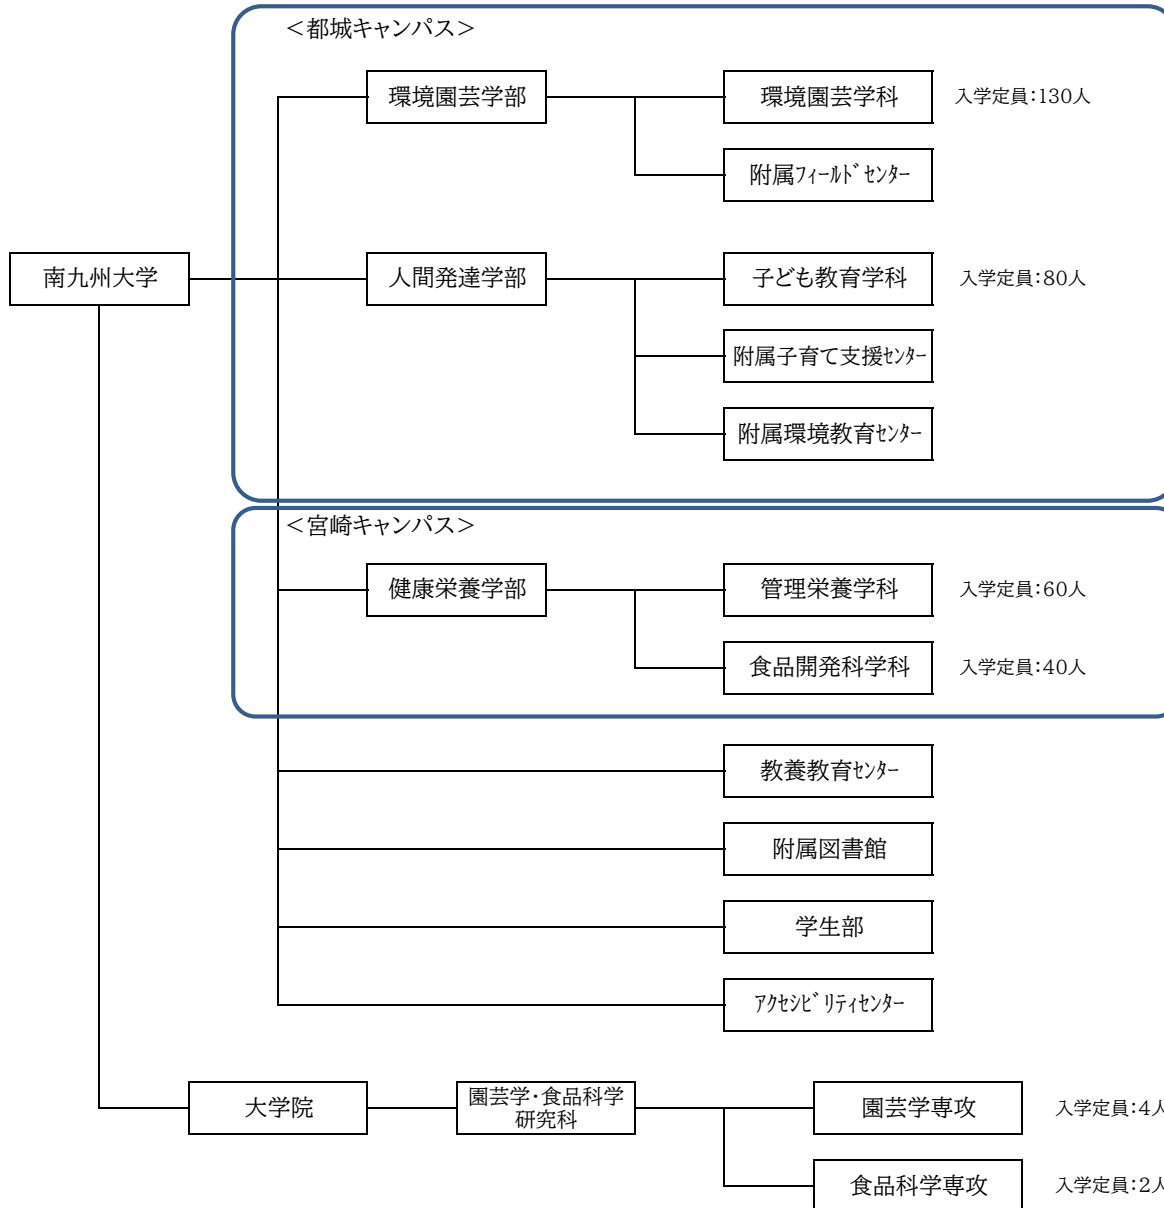 ＜都城キャンパス＞
環境園芸学部
環境園芸学科
入学定員：130人
附属ﾌｨｰﾙﾄﾞｾﾝﾀｰ
南九州大学
人間発達学部
子ども教育学科
入学定員：80人
附属子育て支援ｾﾝﾀｰ
附属環境教育ｾﾝﾀｰ
＜宮崎キャンパス＞
健康栄養学部
管理栄養学科
入学定員：60人
食品開発科学科
入学定員：40人
教養教育ｾﾝﾀｰ
附属図書館
学生部
ｱｸｾｼﾋﾞﾘﾃｨｾﾝﾀｰ
大学院
園芸学・食品科学
研究科
園芸学専攻
入学定員：4人
食品科学専攻
入学定員：2人